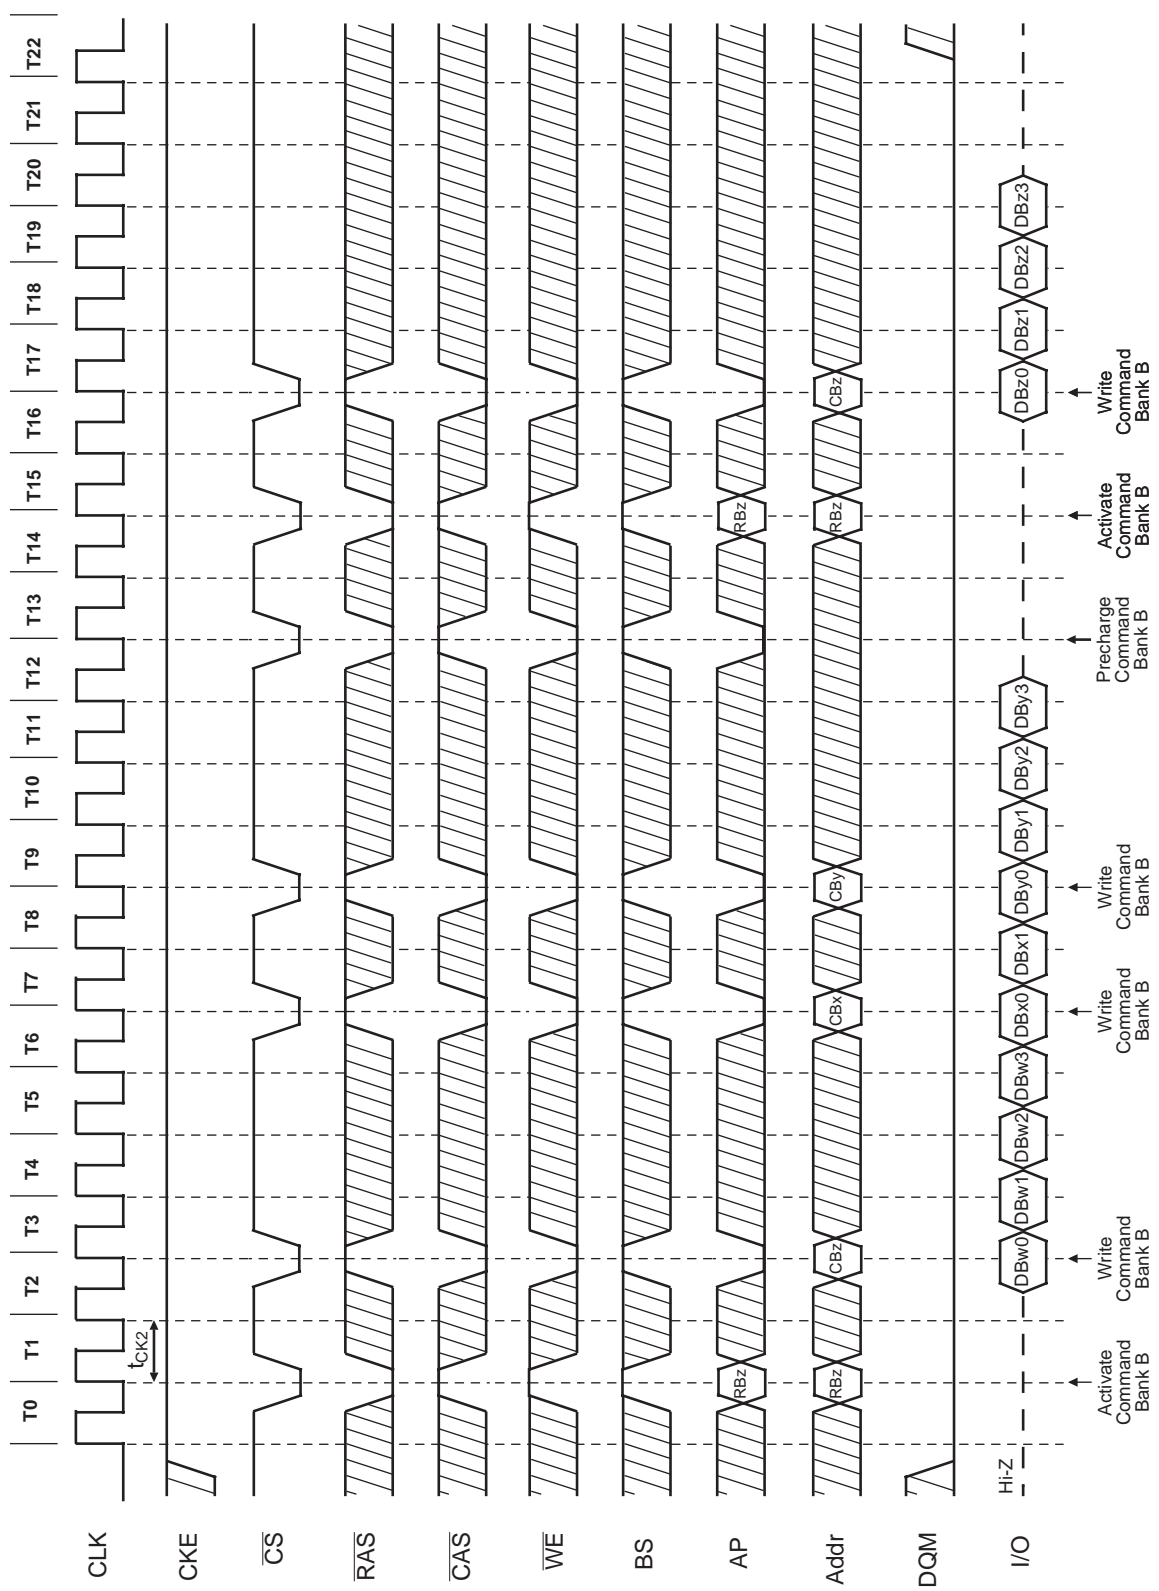 T0 T1 T2 T3 T4 T5 T6 T7 T8 T9 T10 T11 T12 T13 T14 T15 T16 T17 T18 T19 T20 T21 T22
CLK
tCK2
CKE
CS
RAS
CAS
WE
BS
AP
RBz RBz
Addr
RBz CBz CBx CBy RBz CBz
DQM
I/O
Hi-Z
DBw0 DBw1 DBw2 DBw3 DBx0 DBx1 DBy0 DBy1 DBy2 DBy3 DBz0 DBz1 DBz2 DBz3
Activate
Command
Bank B
Write
Command
Bank B
Write
Command
Bank B
Write
Command
Bank B
Precharge
Command
Bank B
Activate
Command
Bank B
Write
Command
Bank B